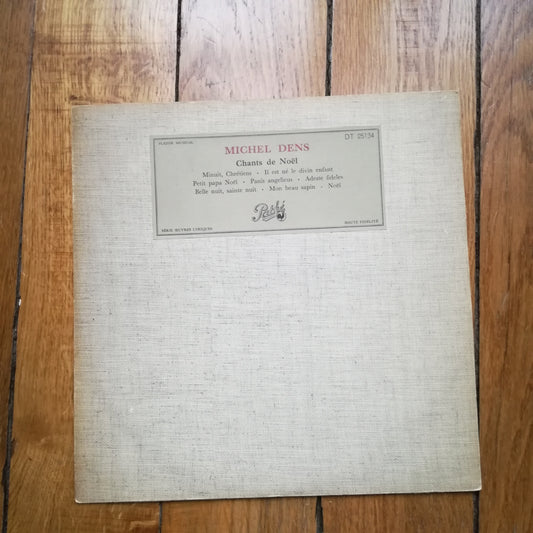 PLAISIR MUSICAL
DT 25134
MICHEL DENS
Chants de Noël
Minuit, Chrétiens - Il est né le divin enfant
Petit papa Noël - Panis angelicus - Adeste fideles
Belle nuit, sainte nuit - Mon beau sapin - Noël
Pathé
SÉRIE ŒUVRES LYRIQUES
HAUTE FIDÉLITÉ